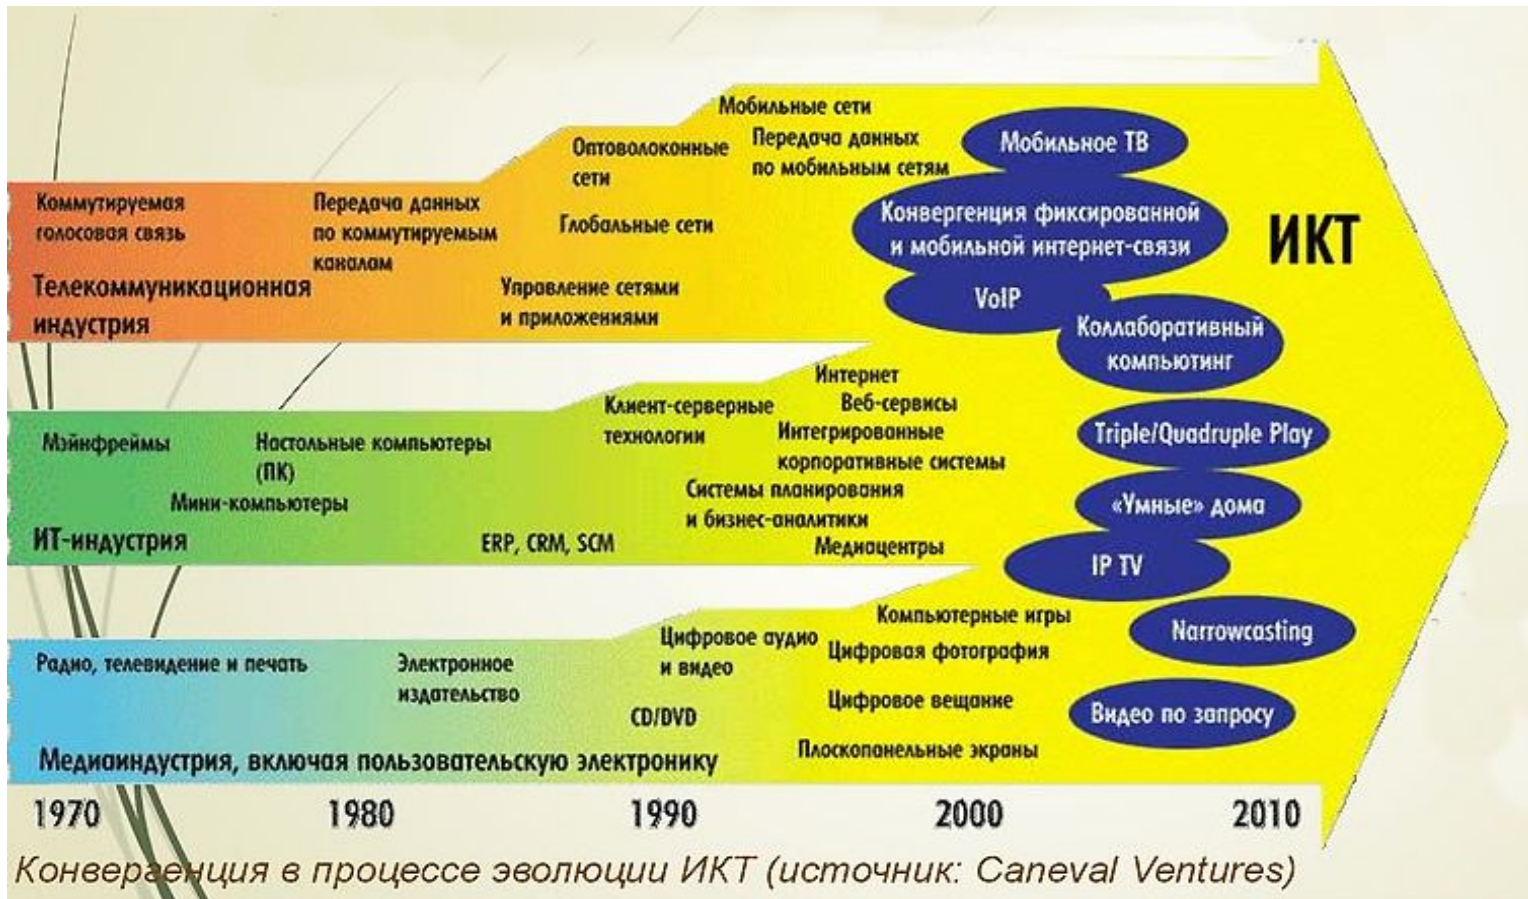 Мобильные сети
Передача данных
по мобильным сетям
Оптоволоконные
сети
Глобальные сети
Коммутируемая
голосовая связь
Передача данных
по коммутируемым
каналам
Управление сетями
и приложениями
Телекоммуникационная
индустрия
Мобильное ТВ
Конвергенция фиксированной
и мобильной интернет-связи
VoIP
Коллаборативный
компьютинг
ИКТ
Интернет
Веб-сервисы
Клиент-серверные
технологии
Интегрированные
корпоративные системы
Мэйнфреймы
Настольные компьютеры
(ПК)
Мини-компьютеры
Системы планирования
и бизнес-аналитики
ERP, CRM, SCM
Медиацентры
ИТ-индустрия
Triple/Quadruple Play
«Умные» дома
IP TV
Компьютерные игры
Цифровое аудио
и видео
Цифровая фотография
Радио, телевидение и печать
Электронное
издательство
CD/DVD
Цифровое вещание
Плоскопанельные экраны
Медиаиндустрия, включая пользовательскую электронику
Narrowcasting
Видео по запросу
1970 1980 1990 2000 2010
Конвергенция в процессе эволюции ИКТ (источник: Caneval Ventures)